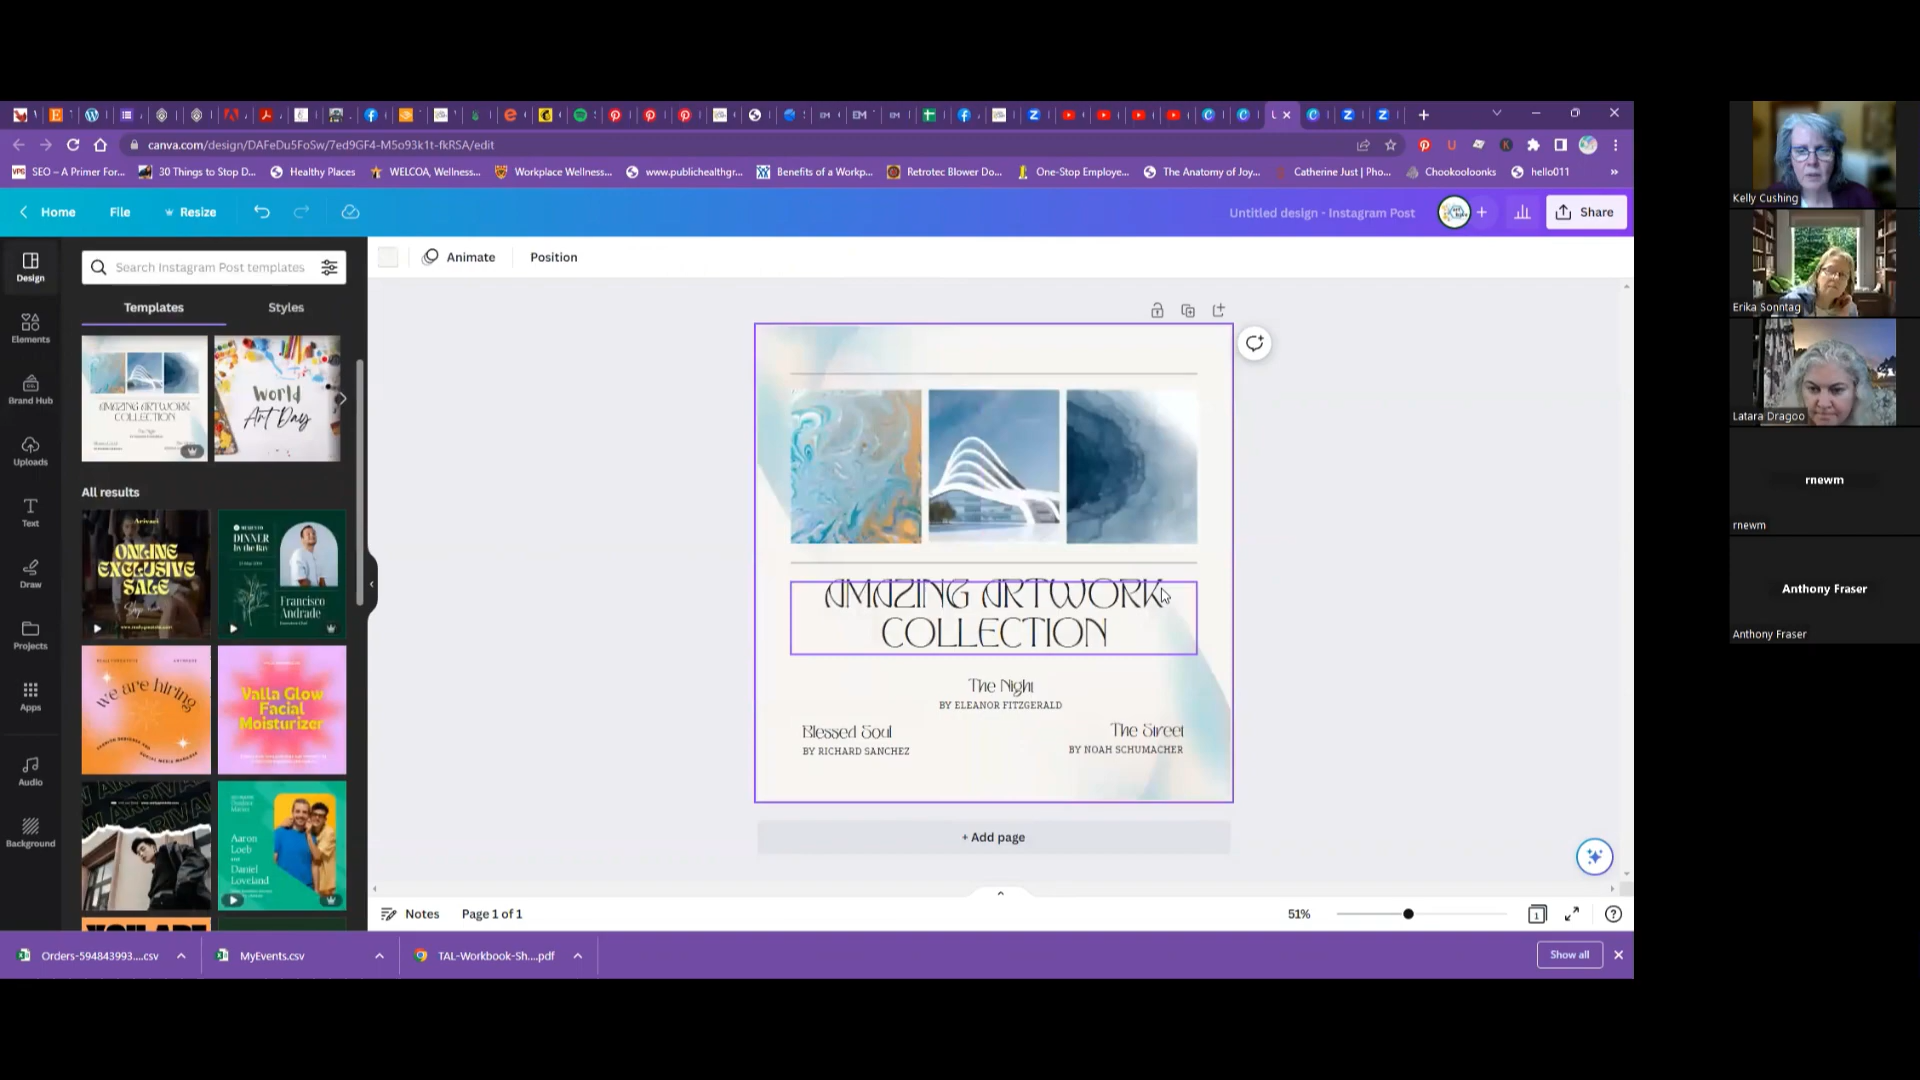 canva.com/design/DAFeDu5FoSw/7ed9GF4-M5o93k1t-fkRSA/edit
SEO – A Primer For...
30 Things to Stop D...
Healthy Places
WELCOA, Wellness...
Workplace Wellness...
www.publichealthgr...
Benefits of a Workp...
Retrotec Blower Do...
One-Stop Employe...
The Anatomy of Joy...
Catherine Just | Pho...
Chookooloonks
hello011
Home
File
Resize
Untitled design - Instagram Post
Share
Design
Elements
Brand Hub
Uploads
Text
Draw
Projects
Apps
Audio
Background
Search Instagram Post templates
Templates
Styles
AMAZING ARTWORK
COLLECTION
World
Art Day
All results
ONLINE
EXCLUSIVE
SALE
DINNER
by the Bay
Francisco
Andrade
we are hiring
Valla Glow
Facial
Moisturizer
Aaron
Loeb
and
Daniel
Loveland
Animate
Position
AMAZING ARTWORK
COLLECTION
The Night
BY ELEANOR FITZGERALD
Blessed Soul
BY RICHARD SANCHEZ
The Street
BY NOAH SCHUMACHER
+ Add page
Notes
Page 1 of 1
51%
1
Orders-594843993....csv
MyEvents.csv
TAL-Workbook-Sh....pdf
Show all
Kelly Cushing
Erika Sonntag
Latara Dragoo
rnewm
rnewm
Anthony Fraser
Anthony Fraser